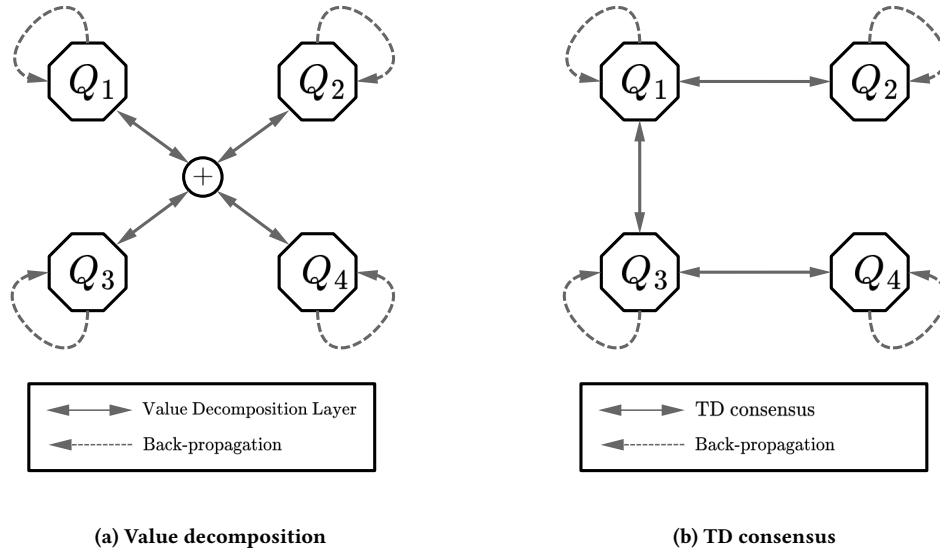 Q1
Q2
+
Q3
Q4
Value Decomposition Layer
Back-propagation
(a) Value decomposition
Q1
Q2
Q3
Q4
TD consensus
Back-propagation
(b) TD consensus